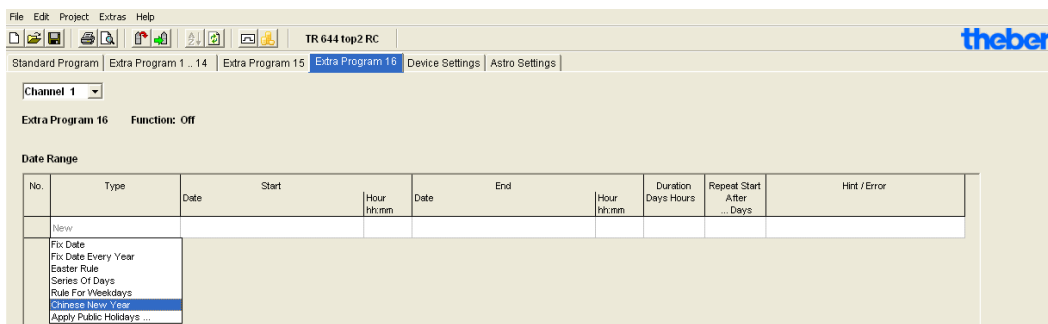 File Edit Project Extras Help
TR 644 top2 RC
theben
Standard Program Extra Program 1 .. 14 Extra Program 15 Extra Program 16 Device Settings Astro Settings
Channel 1
Extra Program 16 Function: Off
Date Range
No. Type Start End Duration Repeat Start Hint / Error
Date Hour Date Hour Days Hours After
hh:mm hh:mm ... Days
New
Fix Date
Fix Date Every Year
Easter Rule
Series Of Days
Rule For Weekdays
Chinese New Year
Apply Public Holidays ...